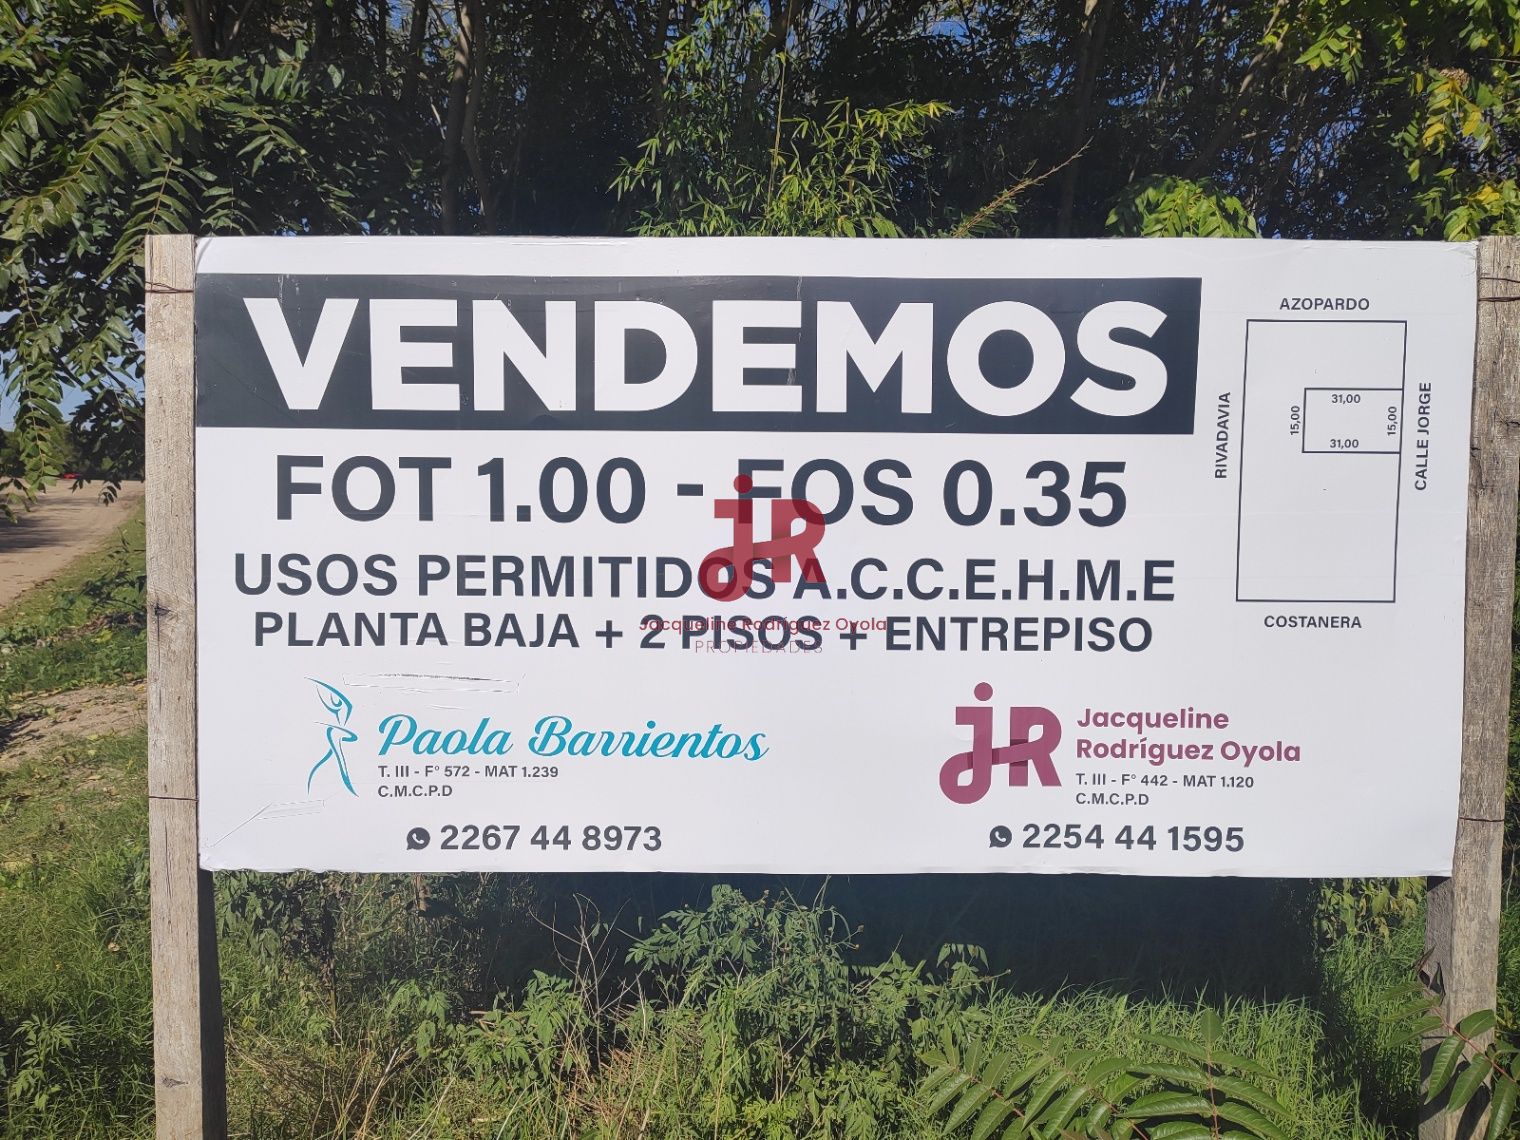 VENDEMOS
FOT 1.00 - FOS 0.35
USOS PERMITIDOS A.C.C.E.H.M.E
PLANTA BAJA + 2 PISOS + ENTREPISO
JR
Jacqueline Rodríguez Oyola
PROPIEDADES
AZOPARDO
RIVADAVIA
31,00
15,00
15,00
31,00
CALLE JORGE
COSTANERA
Paola Barrientos
T. III - F° 572 - MAT 1.239
C.M.C.P.D
2267 44 8973
JR
Jacqueline
Rodríguez Oyola
T. III - F° 442 - MAT 1.120
C.M.C.P.D
2254 44 1595